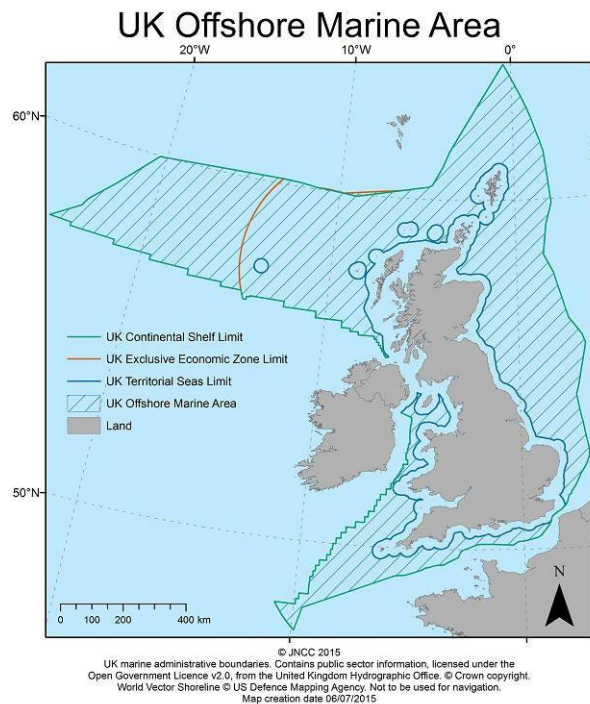 UK Offshore Marine Area
20°W
10°W
0°
60°N
UK Continental Shelf Limit
UK Exclusive Economic Zone Limit
UK Territorial Seas Limit
UK Offshore Marine Area
Land
50°N
N
0 100 200 400 km
© JNCC 2015
UK marine administrative boundaries. Contains public sector information, licensed under the
Open Government Licence v2.0, from the United Kingdom Hydrographic Office. © Crown copyright.
World Vector Shoreline © US Defence Mapping Agency. Not to be used for navigation.
Map creation date 06/07/2015